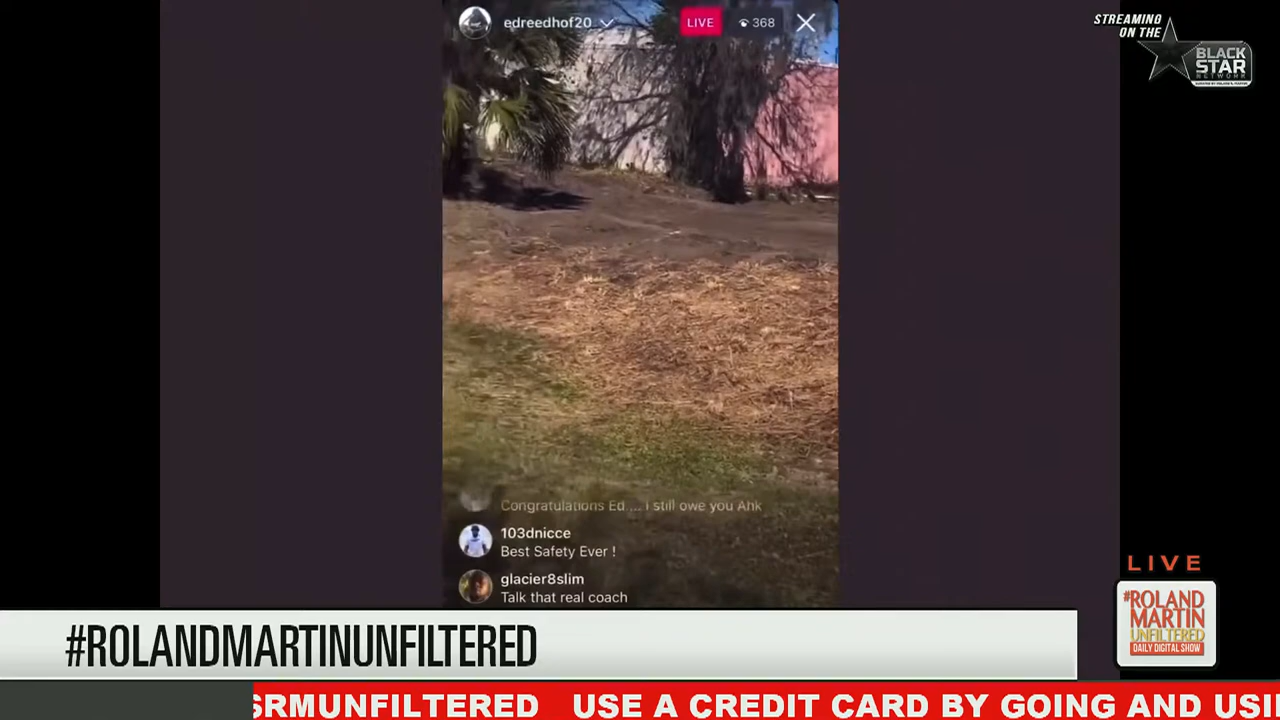 edreedhof20
LIVE
368
STREAMING
ON THE
BLACK
STAR
NETWORK
Congratulations Ed ... I still owe you Ahk
103dnicce
Best Safety Ever !
glacier8slim
Talk that real coach
LIVE
#ROLAND
MARTIN
UNFILTERED
DAILY DIGITAL SHOW
#ROLANDMARTINUNFILTERED
SRMUNFILTERED USE A CREDIT CARD BY GOING AND USI